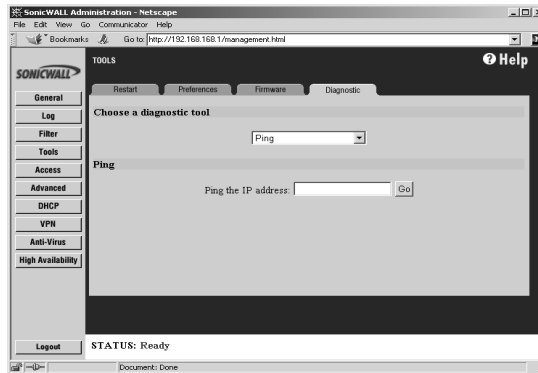 SonicWALL Administration - Netscape
File Edit View Go Communicator Help
Bookmarks Go to: http://192.168.168.1/management.html
SONICWALL
TOOLS
Help
Restart Preferences Firmware Diagnostic
General
Log
Filter
Tools
Access
Advanced
DHCP
VPN
Anti-Virus
High Availability
Logout
Choose a diagnostic tool
Ping
Ping
Ping the IP address: Go
STATUS: Ready
Document: Done